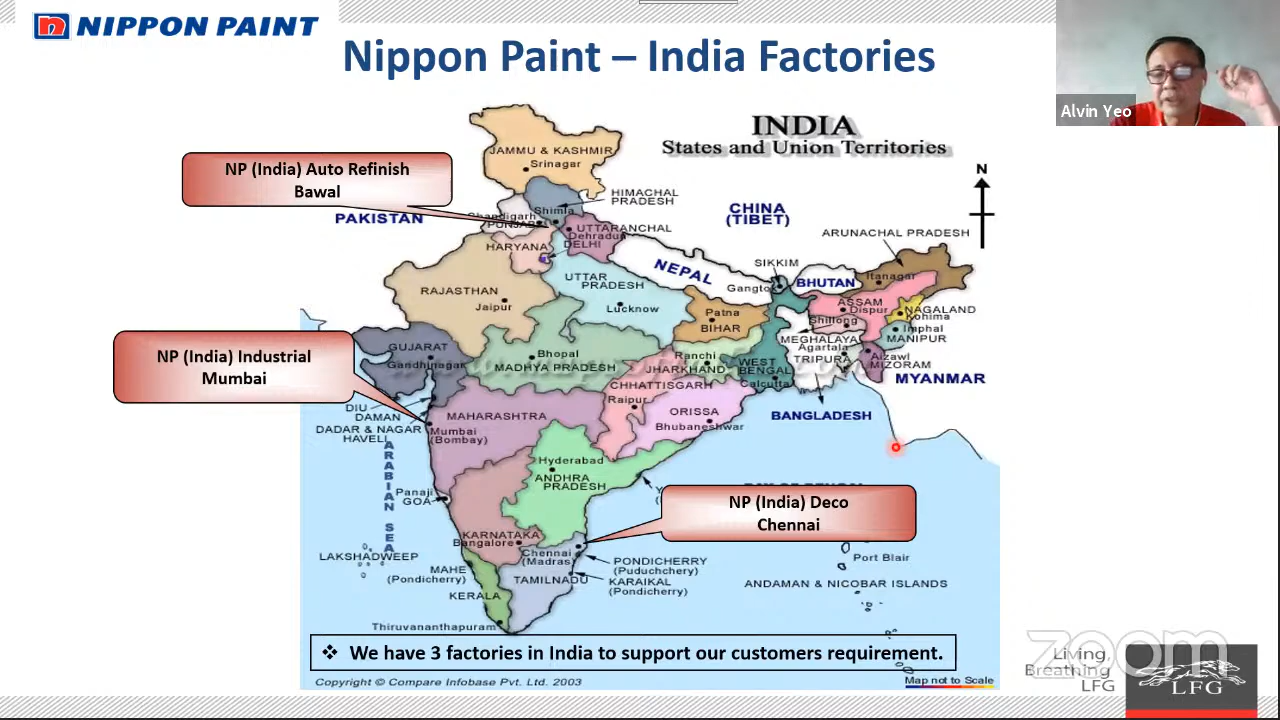 NIPPON PAINT
Nippon Paint – India Factories
Alvin Yeo
INDIA
States and Union Territories
NP (India) Auto Refinish
Bawal
NP (India) Industrial
Mumbai
NP (India) Deco
Chennai
N
PAKISTAN
CHINA
(TIBET)
NEPAL
BHUTAN
BANGLADESH
MYANMAR
JAMMU & KASHMIR
Srinagar
HIMACHAL
PRADESH
Shimla
Chandigarh
PUNJAB
UTTARANCHAL
Dehradun
DELHI
HARYANA
ARUNACHAL PRADESH
Itanagar
SIKKIM
Gangtok
RAJASTHAN
Jaipur
UTTAR
PRADESH
Lucknow
Patna
BIHAR
ASSAM
Dispur
NAGALAND
Kohima
Shillong
MEGHALAYA
Imphal
MANIPUR
Agartala
TRIPURA
Aizawl
MIZORAM
GUJARAT
Gandhinagar
Bhopal
MADHYA PRADESH
Ranchi
JHARKHAND
WEST
BENGAL
Calcutta
CHHATTISGARH
Raipur
ORISSA
Bhubaneshwar
DIU
DAMAN
DADAR & NAGAR
HAVELI
MAHARASHTRA
Mumbai
(Bombay)
ARABIAN SEA
Hyderabad
ANDHRA
PRADESH
Panaji
GOA
KARNATAKA
Bangalore
Chennai
(Madras)
LAKSHADWEEP
MAHE
(Pondicherry)
TAMILNADU
PONDICHERRY
(Puduchcery)
KARAIKAL
(Pondicherry)
KERALA
Thiruvananthapuram
Port Blair
ANDAMAN & NICOBAR ISLANDS
❖ We have 3 factories in India to support our customers requirement.
Copyright © Compare Infobase Pvt. Ltd. 2003
Map not to Scale
zoom
Living,
Breathing
LFG
LFG